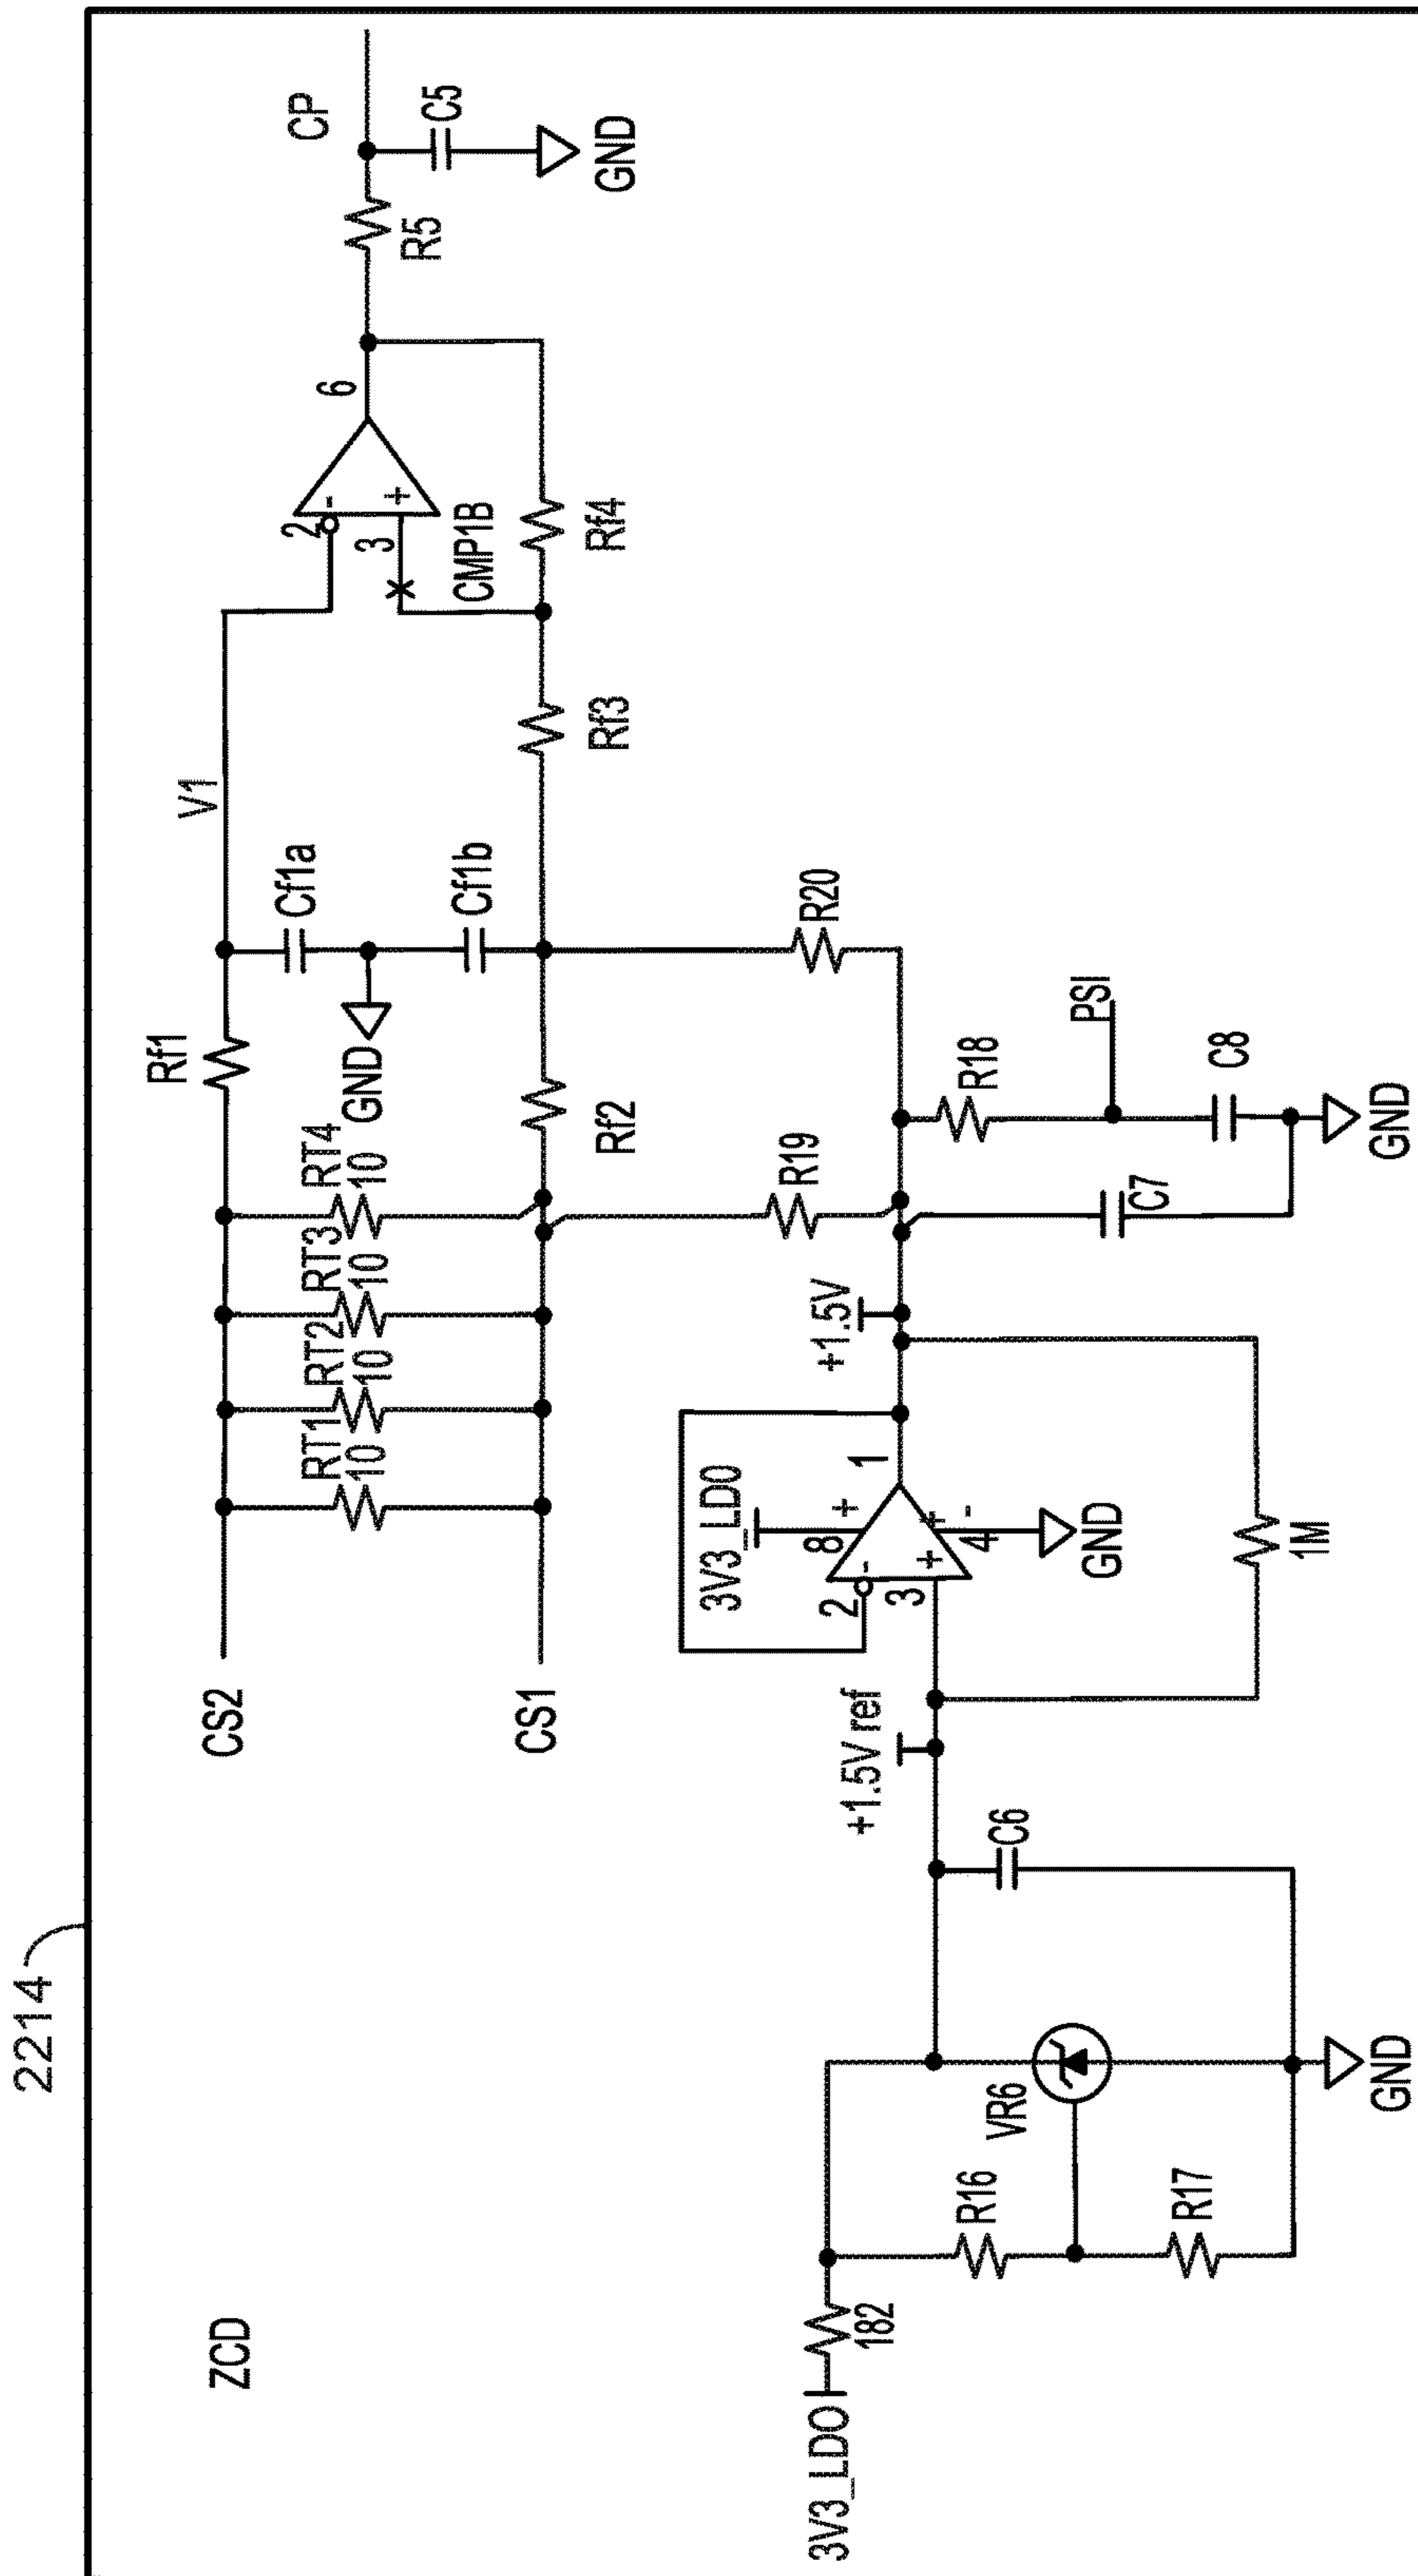 2214
ZCD
CS2
CS1
RT1
10
RT2
10
RT3
10
RT4
10
Rf1
GND
Rf2
Cf1a
Cf1b
V1
Rf3
2
-
3
+
CMP1B
6
Rf4
R5
CP
C5
GND
3V3_LDO
182
R16
R17
VR6
GND
C6
+1.5V ref
3V3_LDO
2
-
3
+
8
+
4
-
+
1
GND
1M
+1.5V
R19
R20
R18
PSI
C7
C8
GND